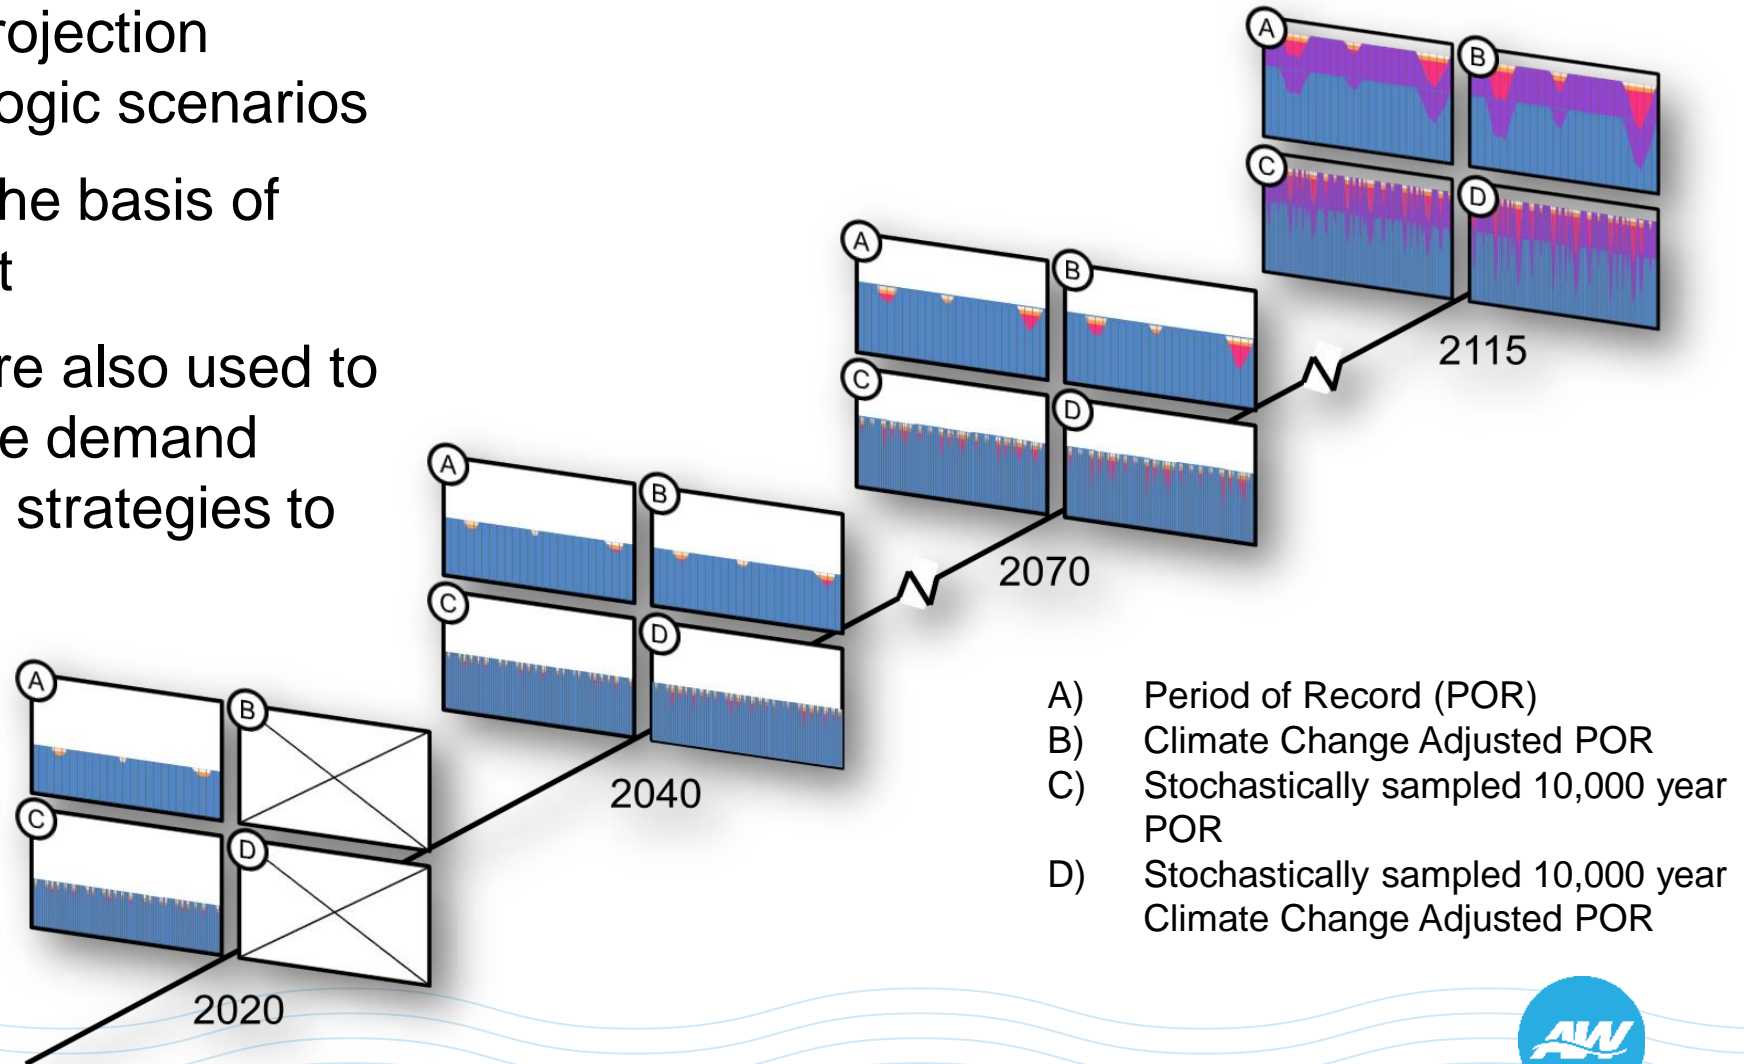 rojection
ogic scenarios
he basis of
t
re also used to
e demand
strategies to
A
B
C
D
2115
A
B
C
D
2070
A
B
C
D
2040
A
B
C
D
2020
A) Period of Record (POR)
B) Climate Change Adjusted POR
C) Stochastically sampled 10,000 year
POR
D) Stochastically sampled 10,000 year
Climate Change Adjusted POR
AW